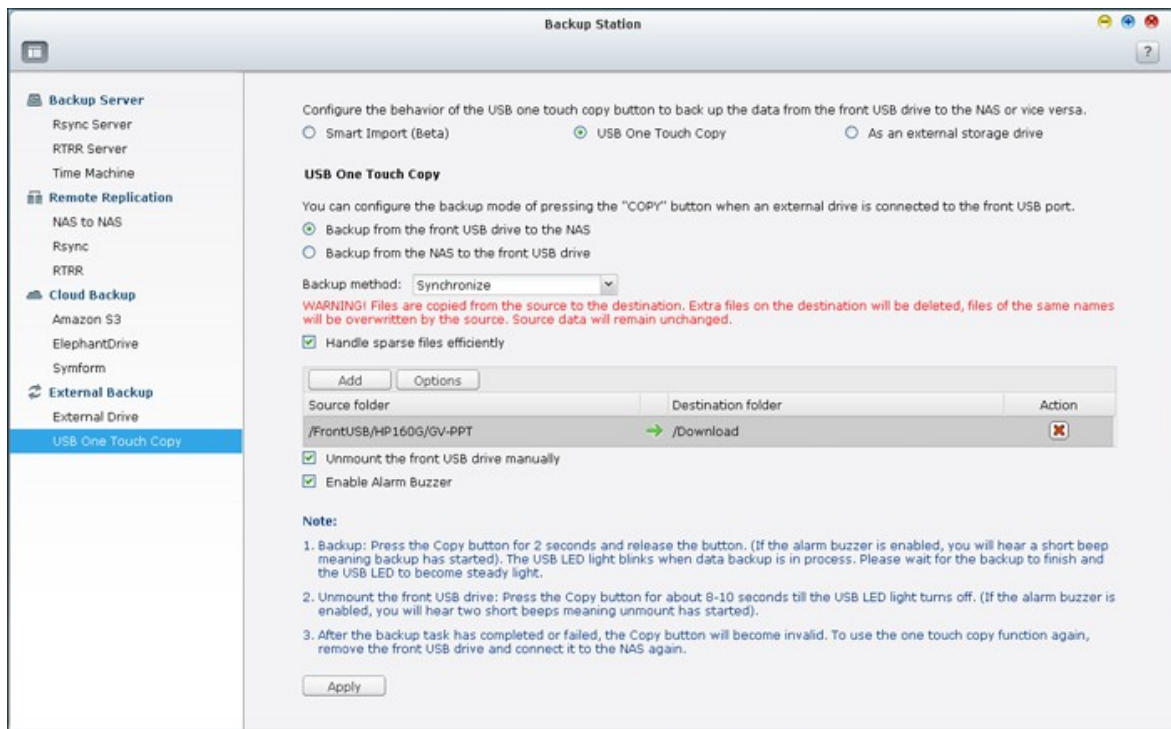 Backup Station
?
Backup Server
Rsync Server
RTRR Server
Time Machine
Remote Replication
NAS to NAS
Rsync
RTRR
Cloud Backup
Amazon S3
ElephantDrive
Symform
External Backup
External Drive
USB One Touch Copy
Configure the behavior of the USB one touch copy button to back up the data from the front USB drive to the NAS or vice versa.
Smart Import (Beta) USB One Touch Copy As an external storage drive
USB One Touch Copy
You can configure the backup mode of pressing the "COPY" button when an external drive is connected to the front USB port.
Backup from the front USB drive to the NAS
Backup from the NAS to the front USB drive
Backup method: Synchronize
WARNING! Files are copied from the source to the destination. Extra files on the destination will be deleted, files of the same names
will be overwritten by the source. Source data will remain unchanged.
Handle sparse files efficiently
Add Options
Source folder Destination folder Action
/FrontUSB/HP160G/GV-PPT /Download
Unmount the front USB drive manually
Enable Alarm Buzzer
Note:
1. Backup: Press the Copy button for 2 seconds and release the button. (If the alarm buzzer is enabled, you will hear a short beep
meaning backup has started). The USB LED light blinks when data backup is in process. Please wait for the backup to finish and
the USB LED to become steady light.
2. Unmount the front USB drive: Press the Copy button for about 8-10 seconds till the USB LED light turns off. (If the alarm buzzer is
enabled, you will hear two short beeps meaning unmount has started).
3. After the backup task has completed or failed, the Copy button will become invalid. To use the one touch copy function again,
remove the front USB drive and connect it to the NAS again.
Apply